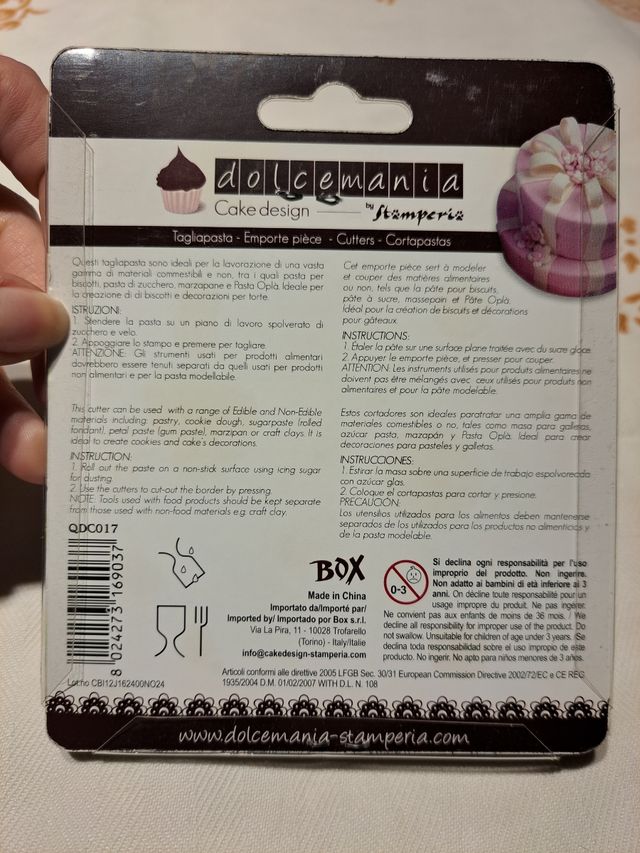 dolcemania
Cake design by Stamperia
Tagliapasta - Emporte pièce - Cutters - Cortapastas
Questi tagliapasta sono ideali per la lavorazione di una vasta
gamma di materiali commestibili e non, tra i quali pasta per
biscotti, pasta di zucchero, marzapane e Pasta Oplà. Ideale per
la creazione di di biscotti e decorazioni per torte.
ISTRUZIONI:
1. Stendere la pasta su un piano di lavoro spolverato di
zucchero e velo.
2. Appoggiare lo stampo e premere per tagliare.
ATTENZIONE: Gli strumenti usati per prodotti alimentari
dovrebbero essere tenuti separati da quelli usati per prodotti
non alimentari e per la pasta modellabile.
Cet emporte pièce sert à modeler
et couper des matières alimentaires
ou non, tels que la pâte pour biscuits,
pâte à sucre, massepain et Pâte Oplà.
Idéal pour la création de biscuits et décorations
pour gâteaux.
INSTRUCTIONS:
1. Étaler la pâte sur une surface plane traitée avec du sucre glace.
2. Appuyer le emporte pièce, et presser pour couper.
ATTENTION: Les instruments utilisés pour produits alimentaires ne
doivent pas être mélangés avec ceux utilisés pour produits non
alimentaires et pour la pâte modelable.
This cutter can be used with a range of Edible and Non-Edible
materials including pastry, cookie dough, sugarpaste (rolled
fondant), petal paste (gum paste), marzipan or craft clays. It is
ideal to create cookies and cake's decorations.
INSTRUCTION:
1. Roll out the paste on a non-stick surface using icing sugar
for dusting.
2. Use the cutters to cut-out the border by pressing.
NOTE: Tools used with food products should be kept separate
from those used with non-food materials e.g. craft clay.
Estos cortadores son ideales paratratar una amplia gama de
materiales comestibles o no, tales como masa para galletas,
azúcar pasta, mazapán y Pasta Oplà. Ideal para crear
decoraciones para pasteles y galletas.
INSTRUCCIONES:
1. Estirar la masa sobre una superficie de trabajo espolvoreada
con azúcar glas.
2. Coloque el cortapastas para cortar y presione.
PRECAUCIÓN:
Los utensilios utilizados para los alimentos deben mantenerse
separados de los utilizados para los productos no alimenticios y
de la pasta modelable.
QDC017
8 024273 169037
Lot.no CBI12J162400NO24
BOX
Made in China
Importato da/Importé par/
Imported by/ Importado por Box s.r.l.
Via La Pira, 11 - 10028 Trofarello
(Torino) - Italy/Italie
info@cakedesign-stamperia.com
0-3
Si declina ogni responsabilità per l'uso
improprio del prodotto. Non ingerire.
Non adatto ai bambini di età inferiore ai 3
anni. On décline toute responsabilité pour un
usage impropre du produit. Ne pas ingérer.
Ne convient pas aux enfants de moins de 36 mois. / We
decline all responsibility for improper use of the product. Do
not swallow. Unsuitable for children of age under 3 years. /Se
declina toda responsabilidad sobre el uso impropio de este
producto. No ingerir. No apto para niños menores de 3 anos.
Articoli conformi alle direttive 2005 LFGB Sec. 30/31 European Commission Directive 2002/72/EC e CE REG
1935/2004 D.M. 01/02/2007 WITH D.L. N. 108
www.dolcemania-stamperia.com